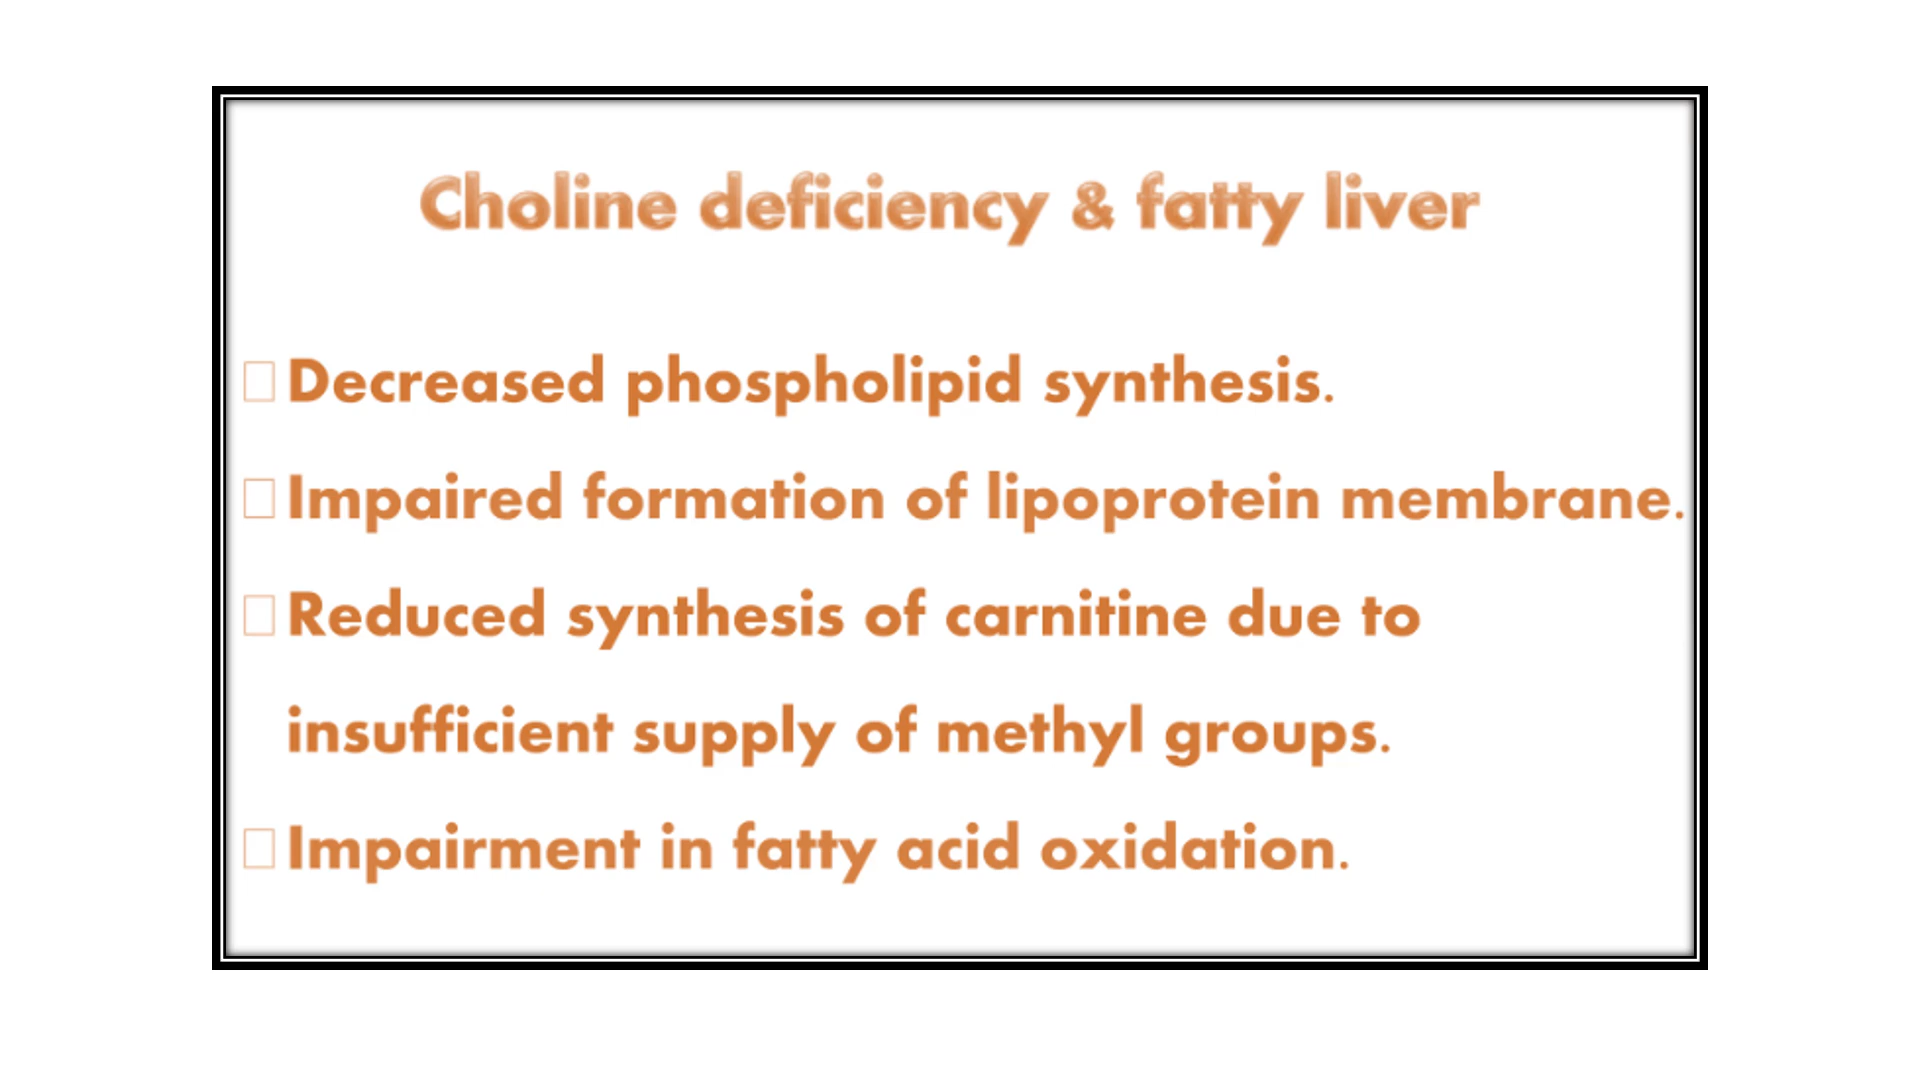 Choline deficiency & fatty liver
Decreased phospholipid synthesis.
Impaired formation of lipoprotein membrane.
Reduced synthesis of carnitine due to
insufficient supply of methyl groups.
Impairment in fatty acid oxidation.